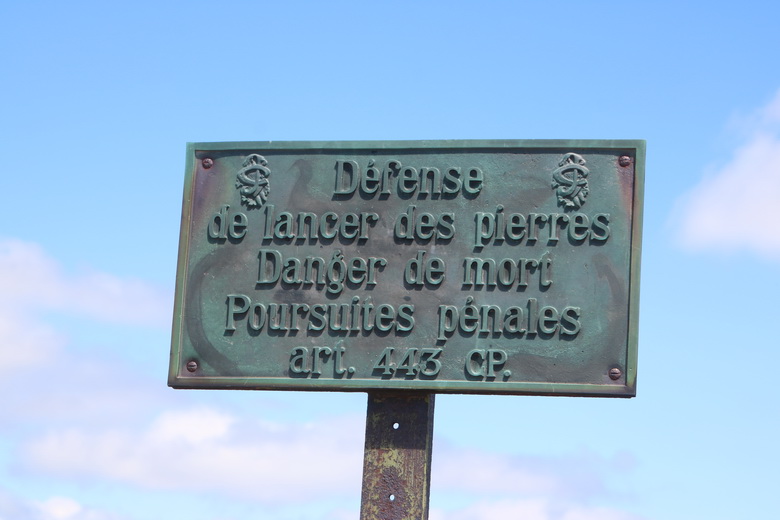 Défense
de lancer des pierres
Danger de mort
Poursuites pénales
art. 443 CP.